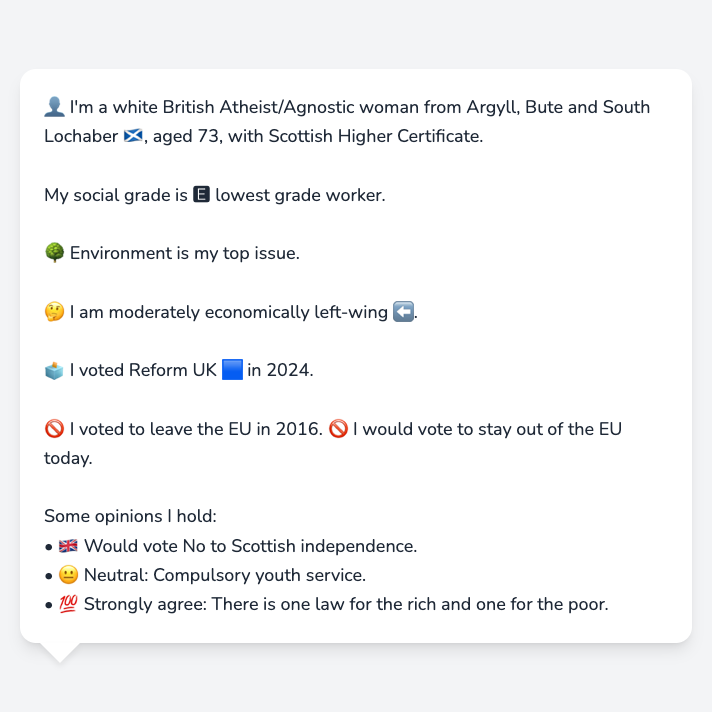 👤 I'm a white British Atheist/Agnostic woman from Argyll, Bute and South
Lochaber 🏴󠁧󠁢󠁳󠁣󠁴󠁿, aged 73, with Scottish Higher Certificate.
My social grade is 🅴 lowest grade worker.
🌳 Environment is my top issue.
🤔 I am moderately economically left-wing ⬅️.
🗳️ I voted Reform UK 🟦 in 2024.
🚫 I voted to leave the EU in 2016. 🚫 I would vote to stay out of the EU
today.
Some opinions I hold:
• 🇬🇧 Would vote No to Scottish independence.
• 😐 Neutral: Compulsory youth service.
• 💯 Strongly agree: There is one law for the rich and one for the poor.